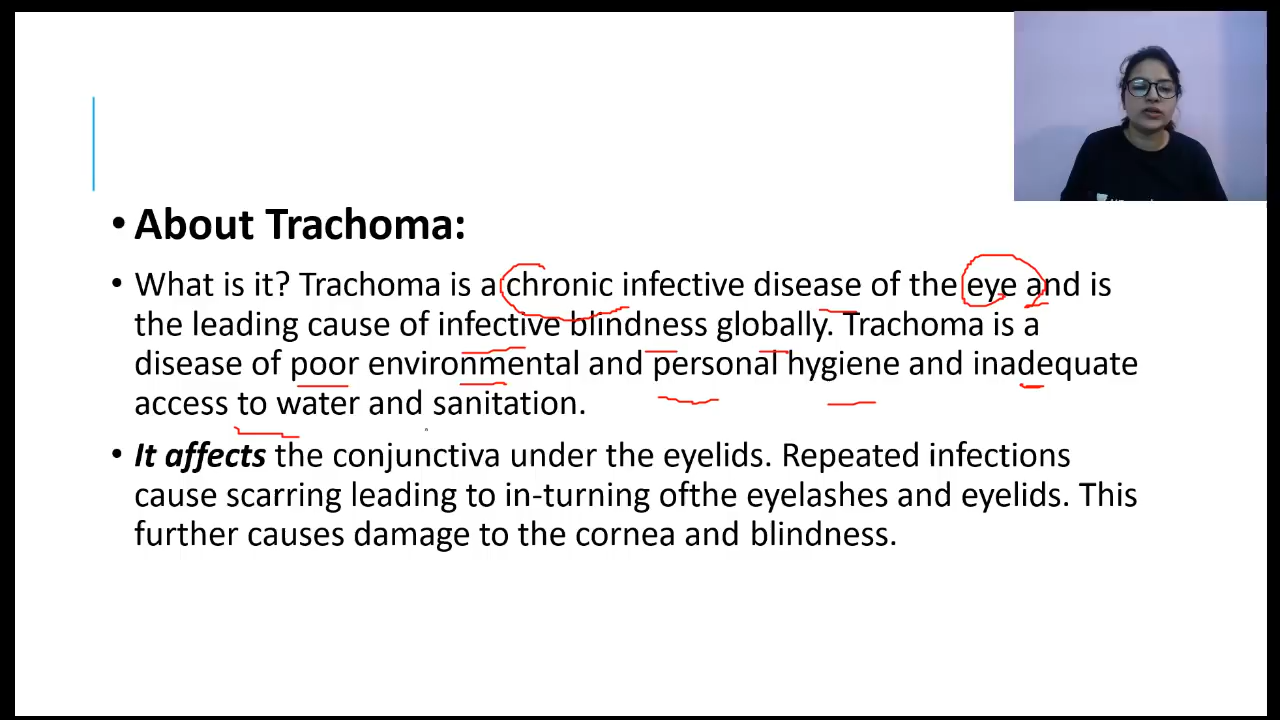 • About Trachoma:
• What is it? Trachoma is a chronic infective disease of the eye and is
the leading cause of infective blindness globally. Trachoma is a
disease of poor environmental and personal hygiene and inadequate
access to water and sanitation.
• It affects the conjunctiva under the eyelids. Repeated infections
cause scarring leading to in-turning ofthe eyelashes and eyelids. This
further causes damage to the cornea and blindness.